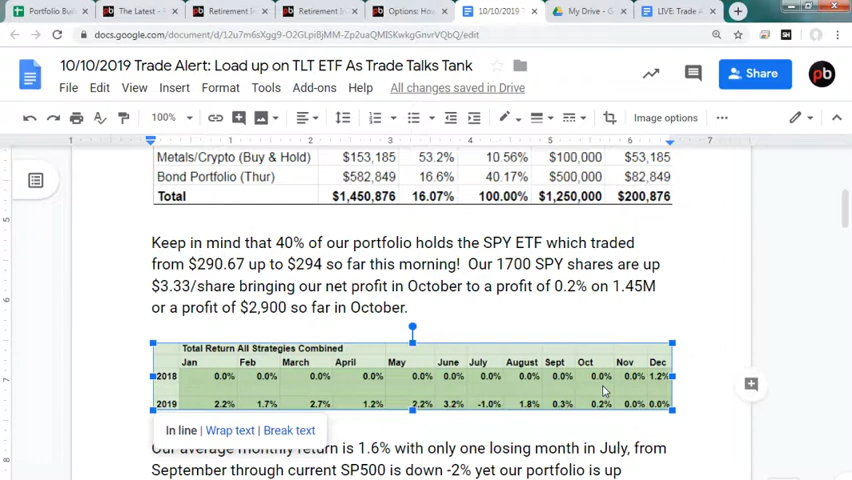 Portfolio Buil
The Latest -
Retirement In
Retirement In
Options: How
10/10/2019 T
My Drive - G
LIVE: Trade A
docs.google.com/document/d/12u7m6sXgg9-O2GLpi8jMM-Zp2uaQMISKwkgGnvrVQbQ/edit
10/10/2019 Trade Alert: Load up on TLT ETF As Trade Talks Tank
File Edit View Insert Format Tools Add-ons Help All changes saved in Drive
Share
pb
100%
Image options
Metals/Crypto (Buy & Hold) $153,185 53.2% 10.56% $100,000 $53,185
Bond Portfolio (Thur) $582,849 16.6% 40.17% $500,000 $82,849
Total $1,450,876 16.07% 100.00% $1,250,000 $200,876
Keep in mind that 40% of our portfolio holds the SPY ETF which traded
from $290.67 up to $294 so far this morning! Our 1700 SPY shares are up
$3.33/share bringing our net profit in October to a profit of 0.2% on 1.45M
or a profit of $2,900 so far in October.
Total Return All Strategies Combined
Jan Feb March April May June July August Sept Oct Nov Dec
2018 0.0% 0.0% 0.0% 0.0% 0.0% 0.0% 0.0% 0.0% 0.0% 0.0% 0.0% 1.2%
2019 2.2% 1.7% 2.7% 1.2% 2.2% 3.2% -1.0% 1.8% 0.3% 0.2% 0.0% 0.0%
In line | Wrap text | Break text
Our average monthly return is 1.6% with only one losing month in July, from
September through current SP500 is down -2% yet our portfolio is up